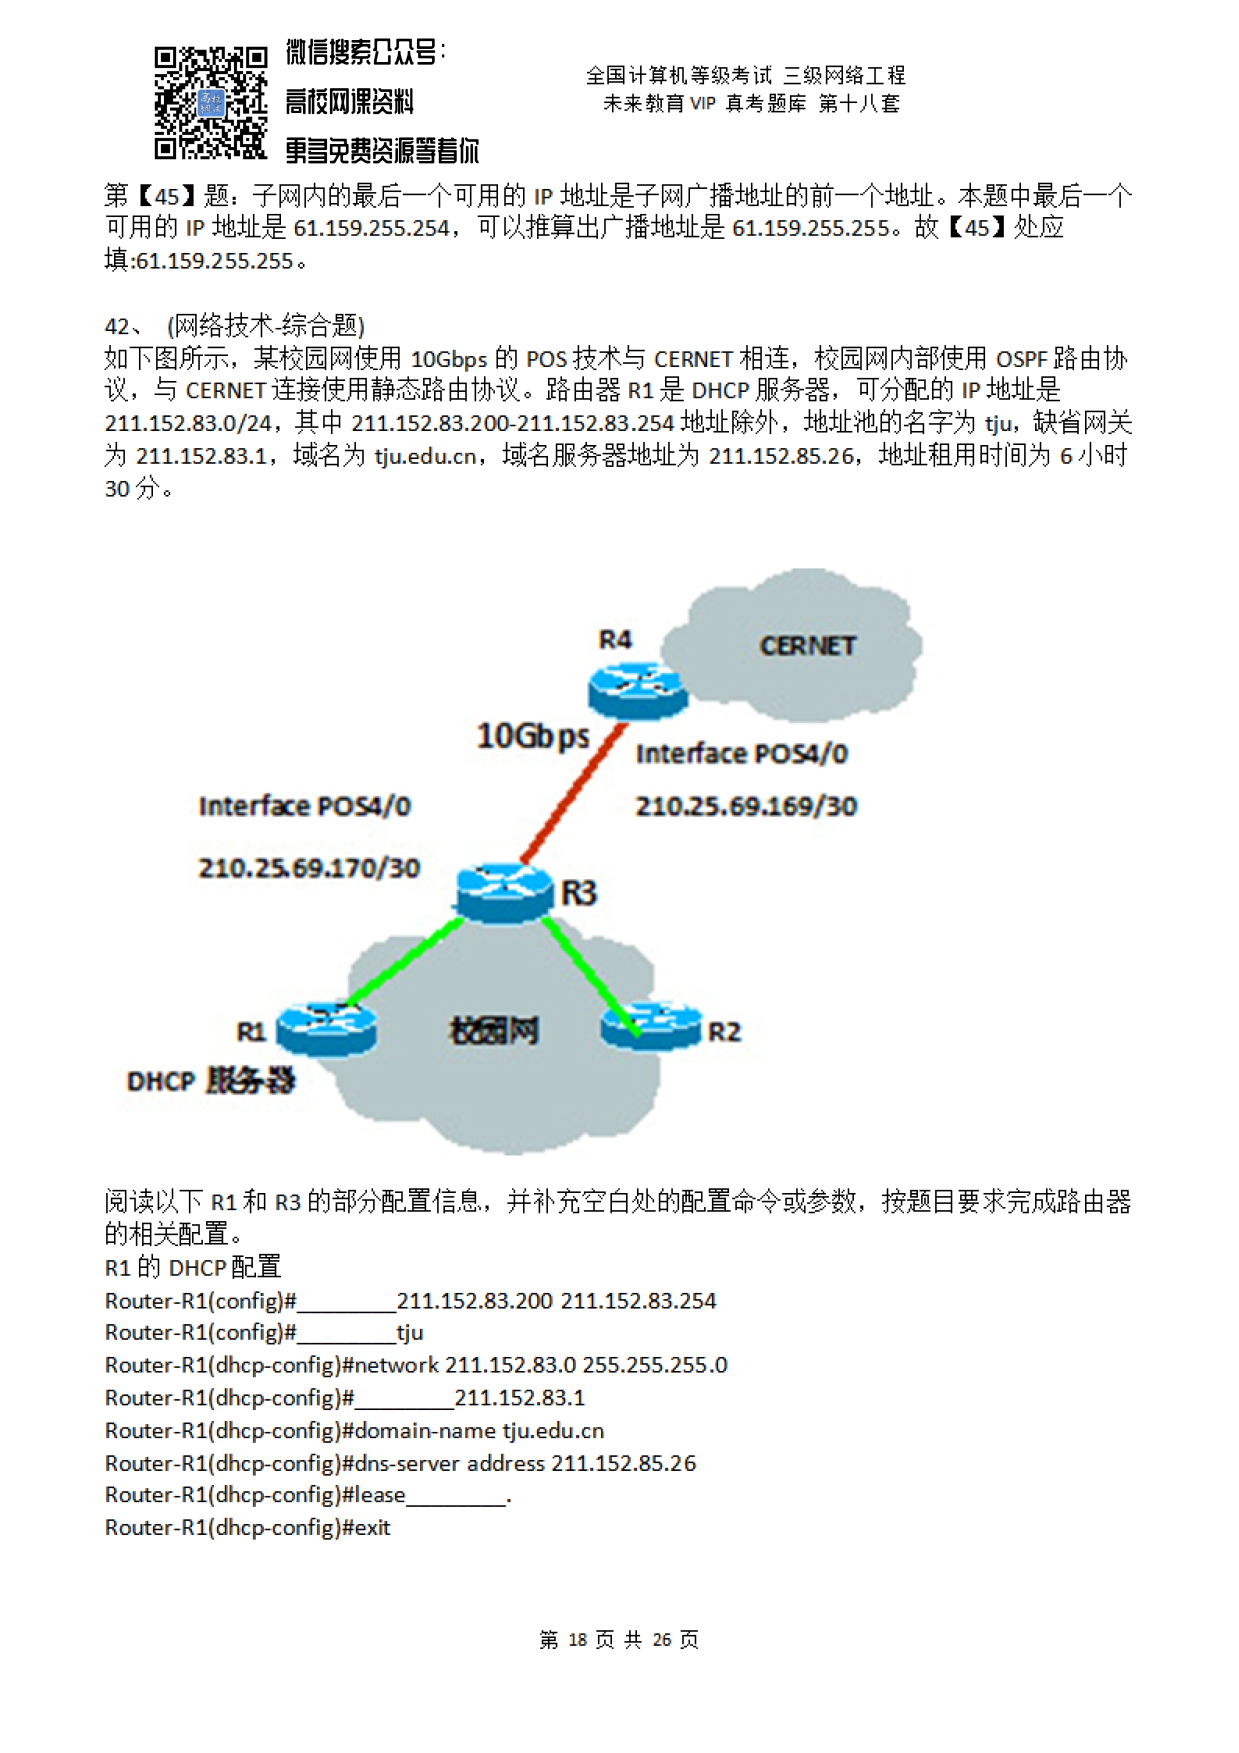 微信搜索公众号：
高校网课资料
更多免费资源等着你
高校
网课
全国计算机等级考试 三级网络工程
未来教育 VIP 真考题库 第十八套
第【45】题：子网内的最后一个可用的 IP 地址是子网广播地址的前一个地址。本题中最后一个
可用的 IP 地址是 61.159.255.254，可以推算出广播地址是 61.159.255.255。故【45】处应
填:61.159.255.255。
42、 (网络技术-综合题)
如下图所示，某校园网使用 10Gbps 的 POS 技术与 CERNET 相连，校园网内部使用 OSPF 路由协
议，与 CERNET 连接使用静态路由协议。路由器 R1 是 DHCP 服务器，可分配的 IP 地址是
211.152.83.0/24，其中 211.152.83.200-211.152.83.254 地址除外，地址池的名字为 tju，缺省网关
为 211.152.83.1，域名为 tju.edu.cn，域名服务器地址为 211.152.85.26，地址租用时间为 6 小时
30 分。
R4
CERNET
10Gbps
Interface POS4/0
210.25.69.169/30
Interface POS4/0
210.25.69.170/30
R3
R1
校园网
R2
DHCP 服务器
阅读以下 R1 和 R3 的部分配置信息，并补充空白处的配置命令或参数，按题目要求完成路由器
的相关配置。
R1 的 DHCP 配置
Router-R1(config)#________211.152.83.200 211.152.83.254
Router-R1(config)#________tju
Router-R1(dhcp-config)#network 211.152.83.0 255.255.255.0
Router-R1(dhcp-config)#________211.152.83.1
Router-R1(dhcp-config)#domain-name tju.edu.cn
Router-R1(dhcp-config)#dns-server address 211.152.85.26
Router-R1(dhcp-config)#lease________.
Router-R1(dhcp-config)#exit
第 18 页 共 26 页